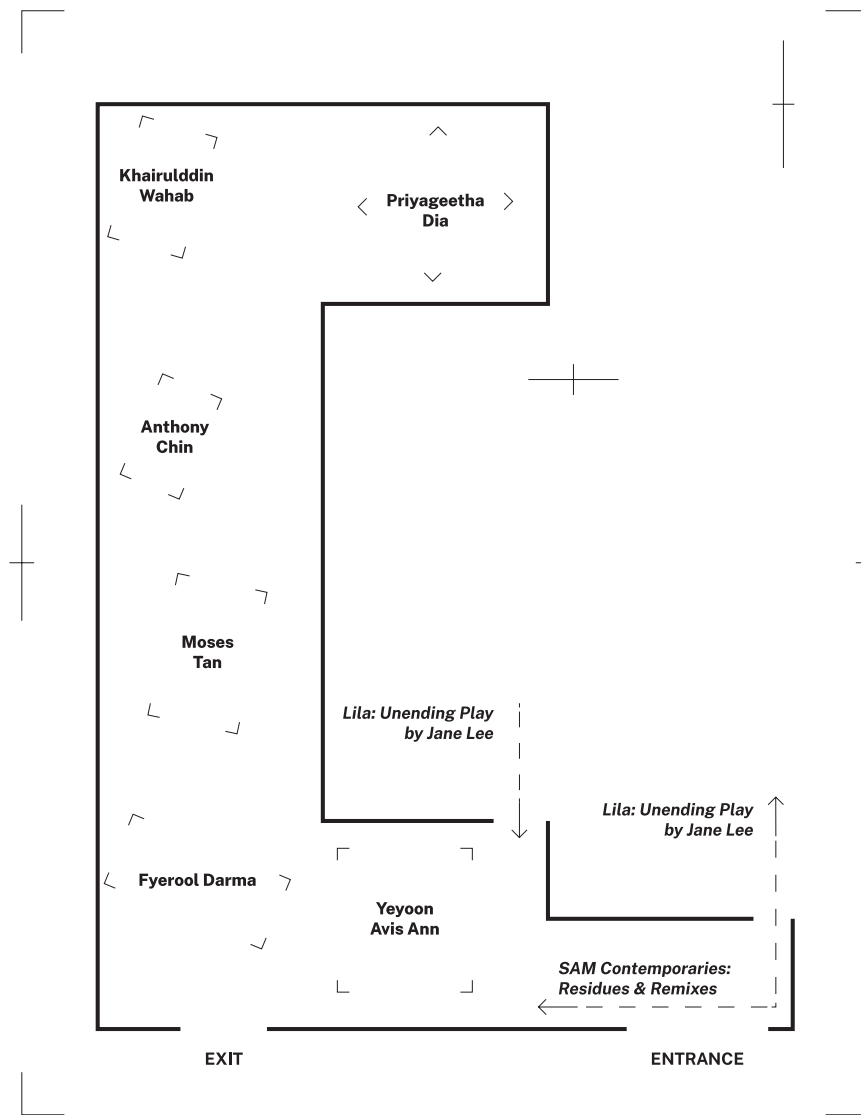 Khairulddin
Wahab
Priyageetha
Dia
Anthony
Chin
Moses
Tan
Lila: Unending Play
by Jane Lee
Lila: Unending Play
by Jane Lee
Fyerool Darma
Yeyoon
Avis Ann
SAM Contemporaries:
Residues & Remixes
EXIT
ENTRANCE